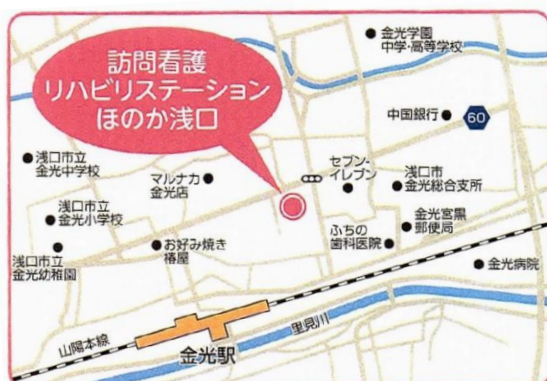 金光学園
中学・高等学校
訪問看護
リハビリステーション
ほのか浅口
中国銀行
60
浅口市立
金光中学校
マルナカ
金光店
セブン-
イレブン
浅口市
金光総合支所
浅口市立
金光小学校
お好み焼き
椿屋
ふちの
歯科医院
金光宮黒
郵便局
浅口市立
金光幼稚園
金光病院
山陽本線
金光駅
里見川